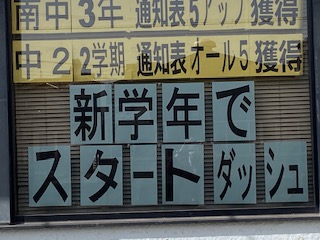 南中3年 通知表5アップ獲得
中2 2学期 通知表オール5獲得
新学年で
スタートダッシュ